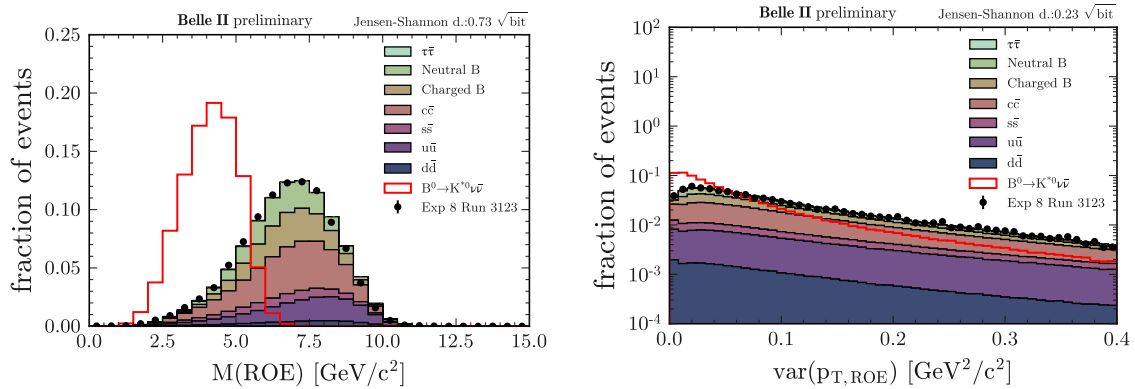 Belle II preliminary Jensen-Shannon d.:0.73 √bit
0.25
0.20
0.15
0.10
0.05
0.00
fraction of events
ττ̄
Neutral B
Charged B
cc̄
ss̄
uū
dd̄
B⁰→K*⁰νν̄
Exp 8 Run 3123
0.0 2.5 5.0 7.5 10.0 12.5 15.0
M(ROE) [GeV/c²]
Belle II preliminary Jensen-Shannon d.:0.23 √bit
10²
10¹
10⁰
10⁻¹
10⁻²
10⁻³
10⁻⁴
fraction of events
ττ̄
Neutral B
Charged B
cc̄
ss̄
uū
dd̄
B⁰→K*⁰νν̄
Exp 8 Run 3123
0.0 0.1 0.2 0.3 0.4
var(p_T,ROE) [GeV²/c²]